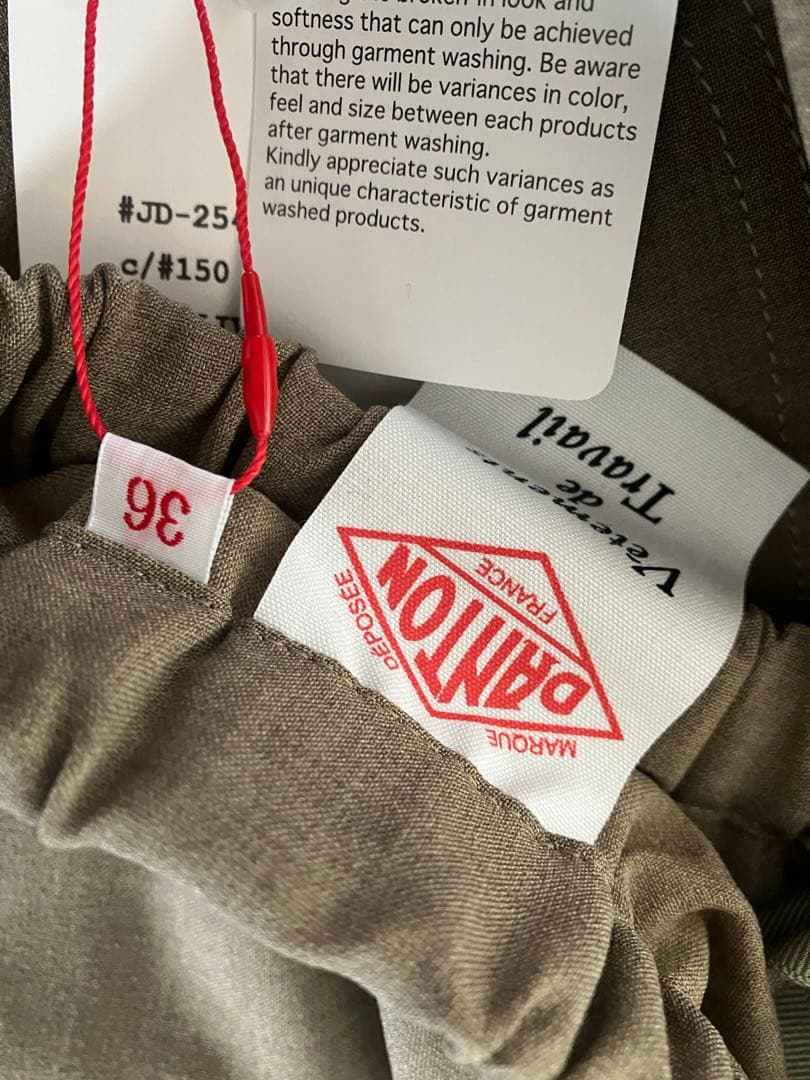 softness that can only be achieved
through garment washing. Be aware
that there will be variances in color,
feel and size between each products
after garment washing.
Kindly appreciate such variances as
an unique characteristic of garment
washed products.
#JD-254
c/#150
36
Vêtements
de
Travail
MARQUE
DÉPOSÉE
DANTON
FRANCE